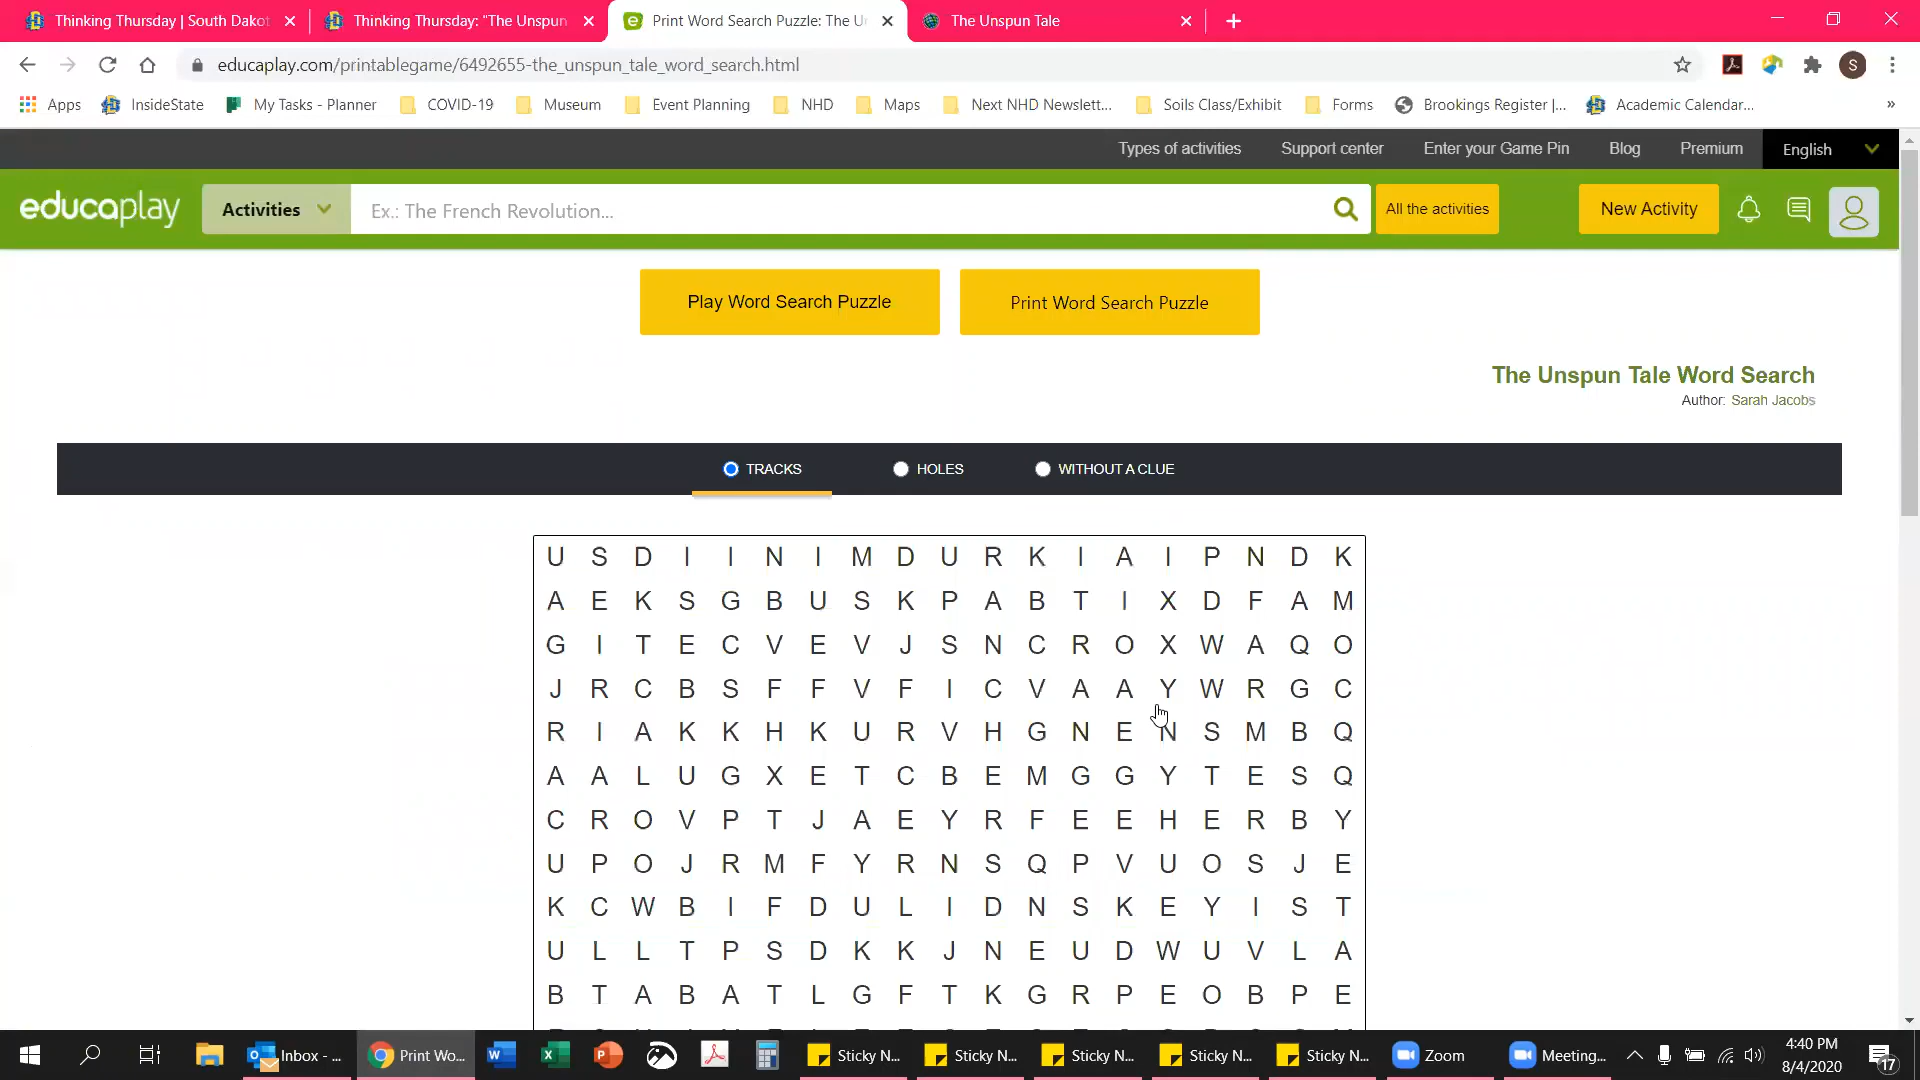 Thinking Thursday | South Dakot
Thinking Thursday: "The Unspun
Print Word Search Puzzle: The U
The Unspun Tale
educaplay.com/printablegame/6492655-the_unspun_tale_word_search.html
S
Apps
InsideState
My Tasks - Planner
COVID-19
Museum
Event Planning
NHD
Maps
Next NHD Newslett...
Soils Class/Exhibit
Forms
Brookings Register |...
Academic Calendar...
»
Types of activities
Support center
Enter your Game Pin
Blog
Premium
English
educaplay
Activities
Ex.: The French Revolution...
All the activities
New Activity
Play Word Search Puzzle
Print Word Search Puzzle
The Unspun Tale Word Search
Author: Sarah Jacobs
TRACKS
HOLES
WITHOUT A CLUE
U S D I I N I M D U R K I A I P N D K
A E K S G B U S K P A B T I X D F A M
G I T E C V E V J S N C R O X W A Q O
J R C B S F F V F I C V A A Y W R G C
R I A K K H K U R V H G N E N S M B Q
A A L U G X E T C B E M G G Y T E S Q
C R O V P T J A E Y R F E E H E R B Y
U P O J R M F Y R N S Q P V U O S J E
K C W B I F D U L I D N S K E Y I S T
U L L T P S D K K J N E U D W U V L A
B T A B A T L G F T K G R P E O B P E
Inbox - ...
Print Wo...
Sticky N...
Sticky N...
Sticky N...
Sticky N...
Sticky N...
Zoom
Meeting...
4:40 PM
8/4/2020
17